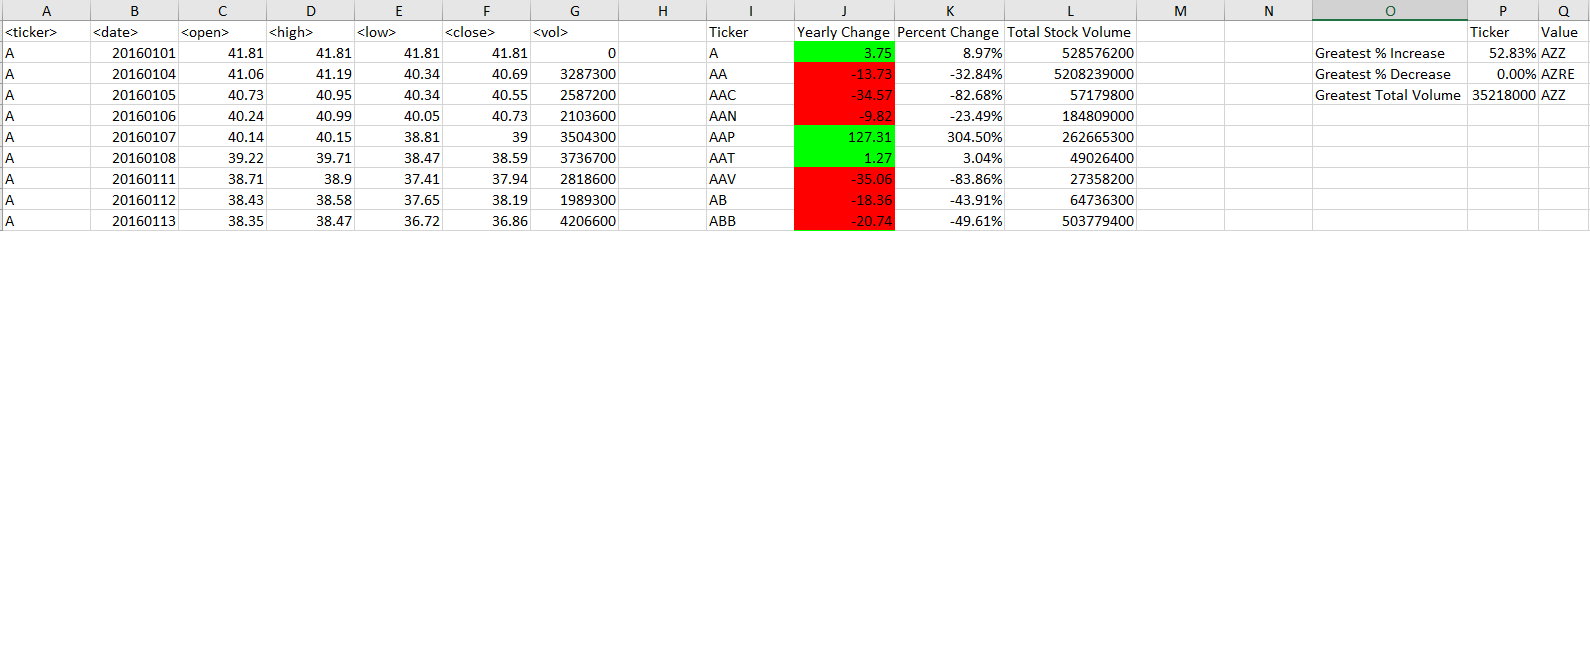 A B C D E F G H I J K L M N O P Q
<ticker> <date> <open> <high> <low> <close> <vol> Ticker Yearly Change Percent Change Total Stock Volume Ticker Value
A 20160101 41.81 41.81 41.81 41.81 0 A 3.75 8.97% 528576200 Greatest % Increase 52.83% AZZ
A 20160104 41.06 41.19 40.34 40.69 3287300 AA -13.73 -32.84% 5208239000 Greatest % Decrease 0.00% AZRE
A 20160105 40.73 40.95 40.34 40.55 2587200 AAC -34.57 -82.68% 57179800 Greatest Total Volume 35218000 AZZ
A 20160106 40.24 40.99 40.05 40.73 2103600 AAN -9.82 -23.49% 184809000
A 20160107 40.14 40.15 38.81 39 3504300 AAP 127.31 304.50% 262665300
A 20160108 39.22 39.71 38.47 38.59 3736700 AAT 1.27 3.04% 49026400
A 20160111 38.71 38.9 37.41 37.94 2818600 AAV -35.06 -83.86% 27358200
A 20160112 38.43 38.58 37.65 38.19 1989300 AB -18.36 -43.91% 64736300
A 20160113 38.35 38.47 36.72 36.86 4206600 ABB -20.74 -49.61% 503779400